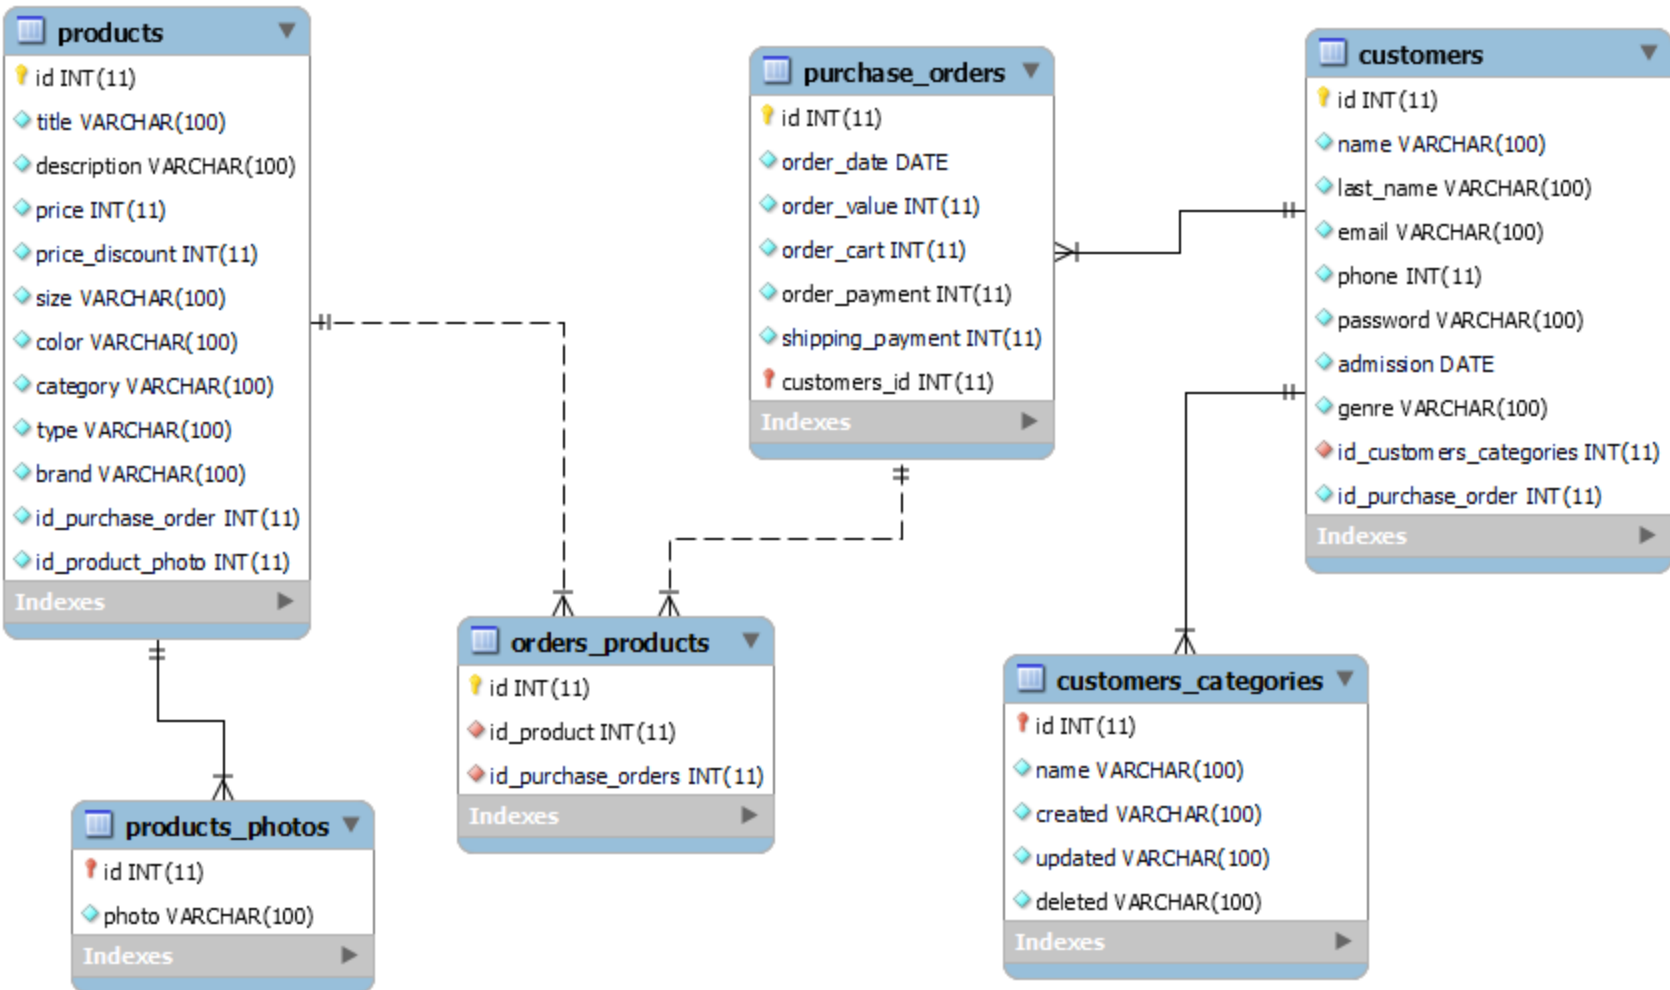 products
id INT(11)
title VARCHAR(100)
description VARCHAR(100)
price INT(11)
price_discount INT(11)
size VARCHAR(100)
color VARCHAR(100)
category VARCHAR(100)
type VARCHAR(100)
brand VARCHAR(100)
id_purchase_order INT(11)
id_product_photo INT(11)
Indexes
purchase_orders
id INT(11)
order_date DATE
order_value INT(11)
order_cart INT(11)
order_payment INT(11)
shipping_payment INT(11)
customers_id INT(11)
Indexes
customers
id INT(11)
name VARCHAR(100)
last_name VARCHAR(100)
email VARCHAR(100)
phone INT(11)
password VARCHAR(100)
admission DATE
genre VARCHAR(100)
id_customers_categories INT(11)
id_purchase_order INT(11)
Indexes
orders_products
id INT(11)
id_product INT(11)
id_purchase_orders INT(11)
Indexes
customers_categories
id INT(11)
name VARCHAR(100)
created VARCHAR(100)
updated VARCHAR(100)
deleted VARCHAR(100)
Indexes
products_photos
id INT(11)
photo VARCHAR(100)
Indexes